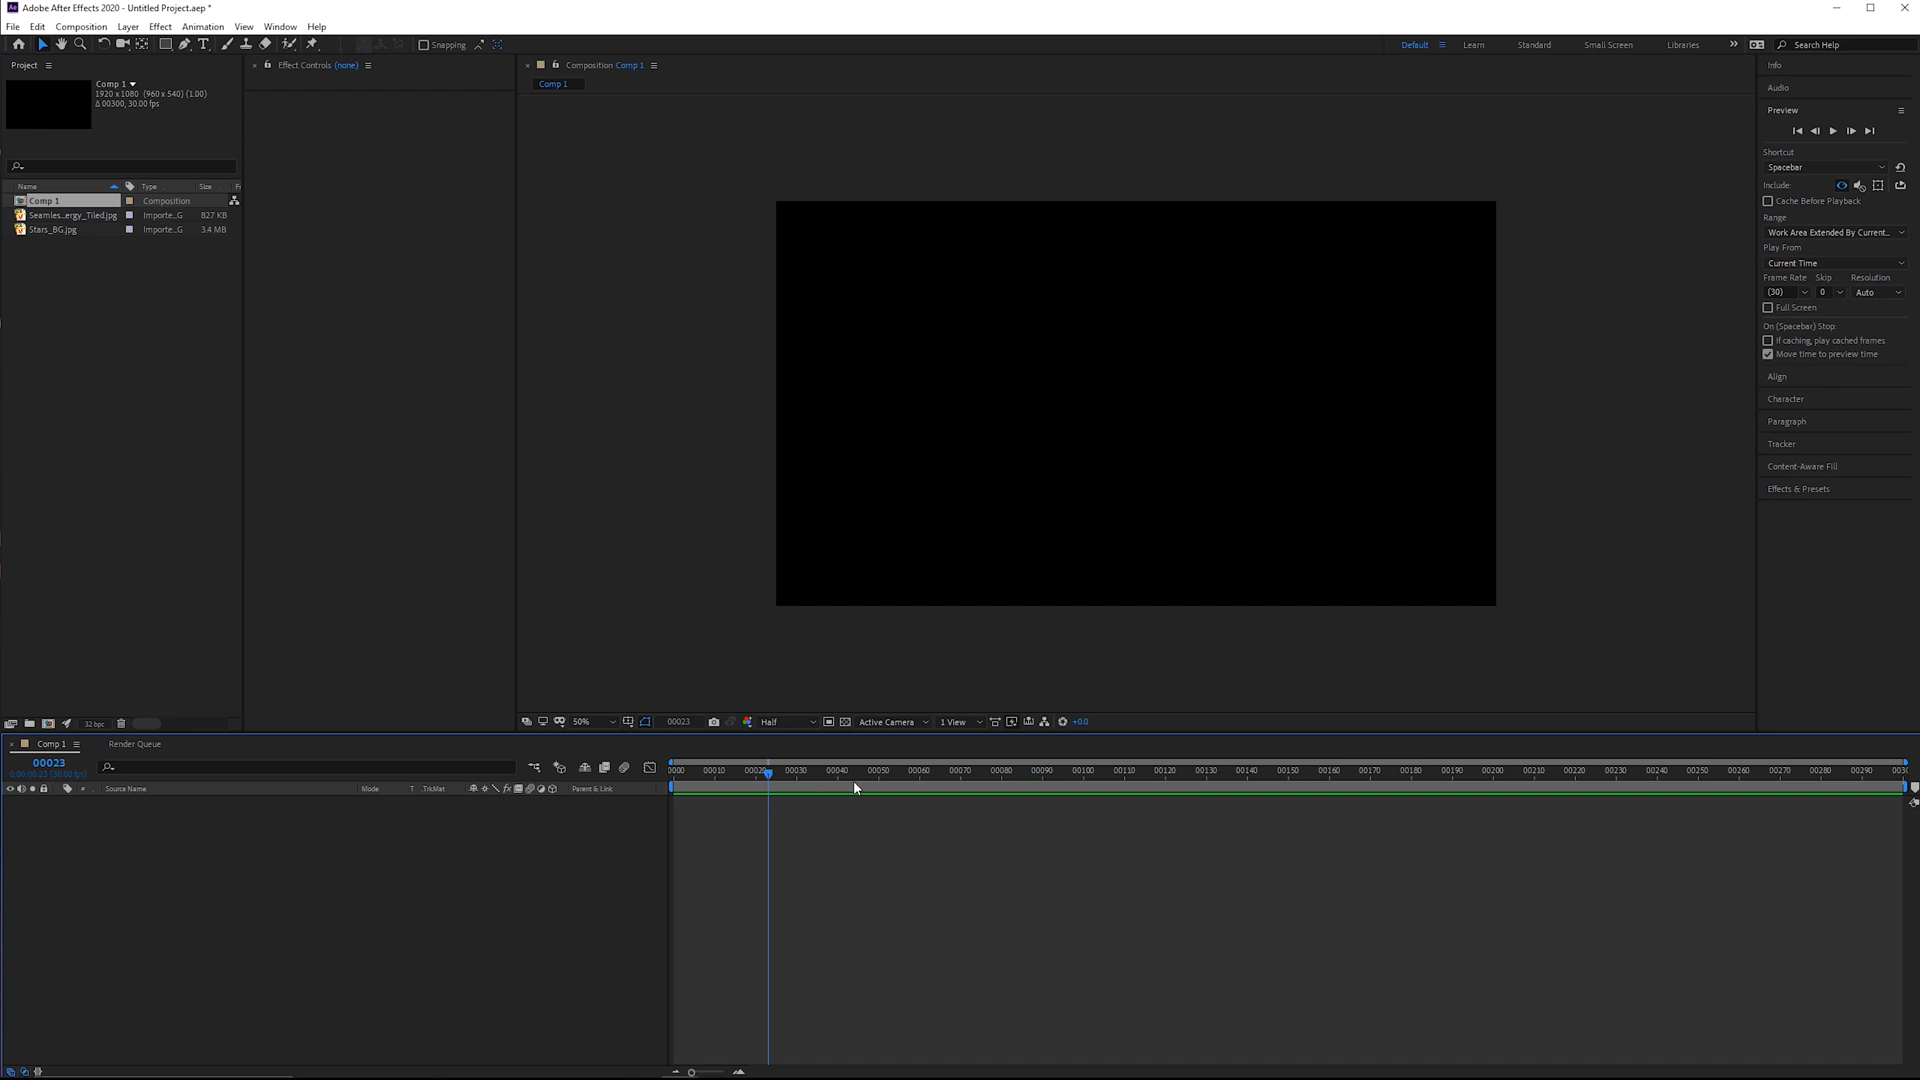 Adobe After Effects 2020 - Untitled Project.aep *
File Edit Composition Layer Effect Animation View Window Help
Snapping
Default Learn Standard Small Screen Libraries Search Help
Project
Effect Controls (none)
Composition Comp 1
Comp 1
Comp 1
1920 x 1080 (960 x 540) (1.00)
Δ 00300, 30.00 fps
Name Type Size
Comp 1 Composition
Seamles...ergy_Tiled.jpg Importe...G 827 KB
Stars_BG.jpg Importe...G 3.4 MB
Info
Audio
Preview
Shortcut
Spacebar
Include:
Cache Before Playback
Range
Work Area Extended By Current...
Play From
Current Time
Frame Rate Skip Resolution
(30) 0 Auto
Full Screen
On (Spacebar) Stop:
If caching, play cached frames
Move time to preview time
Align
Character
Paragraph
Tracker
Content-Aware Fill
Effects & Presets
32 bpc
50% 00023 Half Active Camera 1 View +0.0
Comp 1 Render Queue
00023
0:00:00:23 (30.00 fps)
# Source Name Mode T .TrkMat Parent & Link
00010 00030 00040 00050 00060 00070 00080 00090 00100 00110 00120 00130 00140 00150 00160 00170 00180 00190 00200 00210 00220 00230 00240 00250 00260 00270 00280 00290